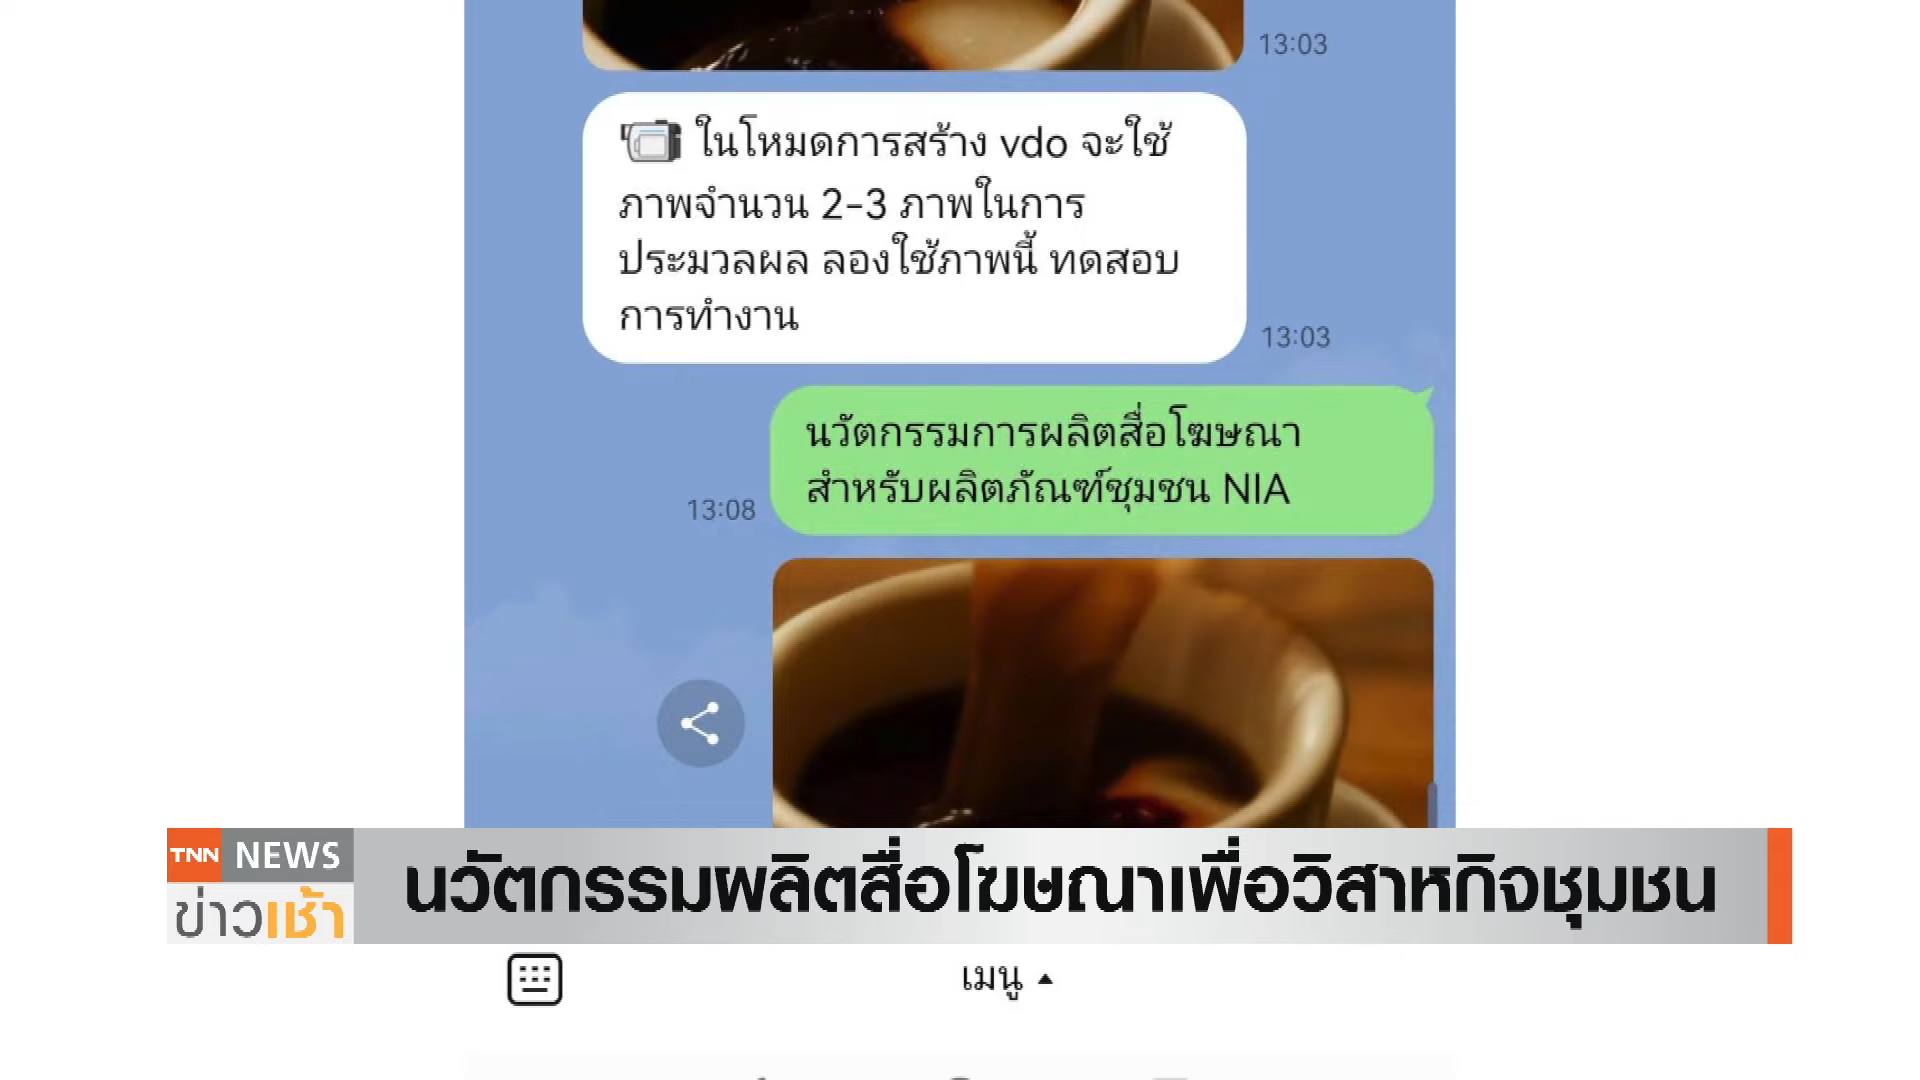 13:03
ในโหมดการสร้าง vdo จะใช้
ภาพจำนวน 2-3 ภาพในการ
ประมวลผล ลองใช้ภาพนี้ ทดสอบ
การทำงาน
13:03
นวัตกรรมการผลิตสื่อโฆษณา
สำหรับผลิตภัณฑ์ชุมชน NIA
13:08
TNN NEWS
ข่าวเช้า
นวัตกรรมผลิตสื่อโฆษณาเพื่อวิสาหกิจชุมชน
เมนู